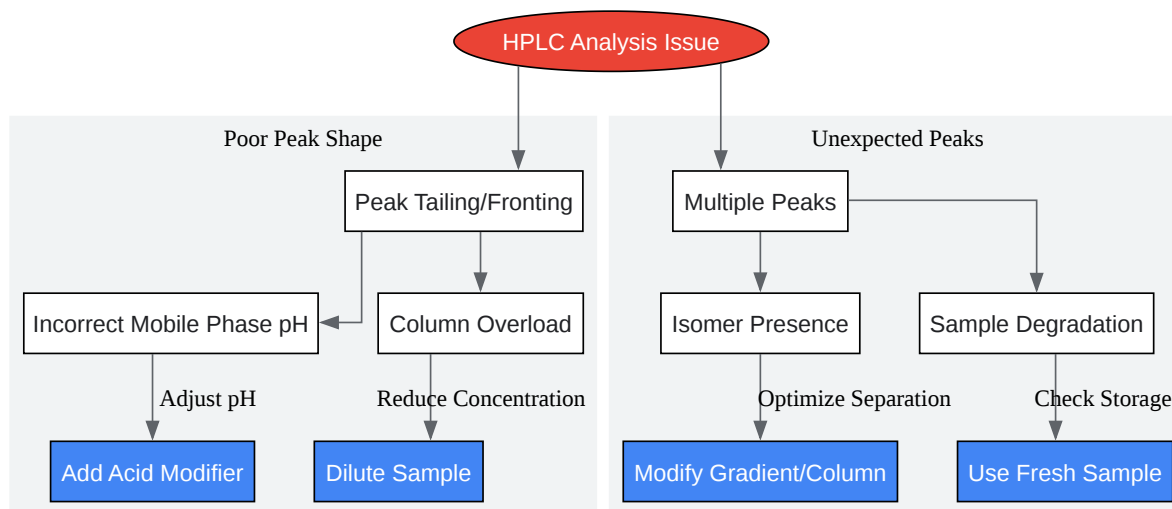 HPLC Analysis Issue
Poor Peak Shape
Unexpected Peaks
Peak Tailing/Fronting
Multiple Peaks
Incorrect Mobile Phase pH
Column Overload
Isomer Presence
Sample Degradation
Adjust pH
Reduce Concentration
Optimize Separation
Check Storage
Add Acid Modifier
Dilute Sample
Modify Gradient/Column
Use Fresh Sample